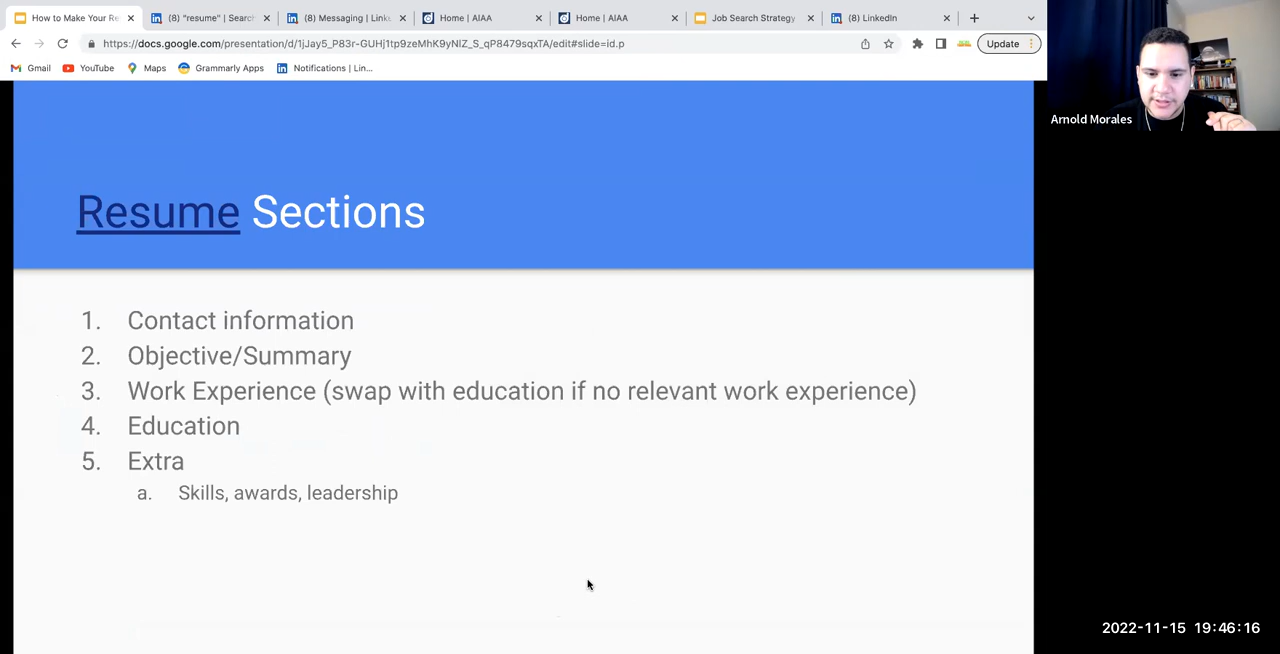 How to Make Your Re
(8) "resume" | Searc
(8) Messaging | Link
Home | AIAA
Home | AIAA
Job Search Strategy
(8) LinkedIn
https://docs.google.com/presentation/d/1jJay5_P83r-GUHj1tp9zeMhK9yNIZ_S_qP8479sqxTA/edit#slide=id.p
Update
Gmail
YouTube
Maps
Grammarly Apps
Notifications | Lin...
Arnold Morales
Resume Sections
1. Contact information
2. Objective/Summary
3. Work Experience (swap with education if no relevant work experience)
4. Education
5. Extra
a. Skills, awards, leadership
2022-11-15 19:46:16